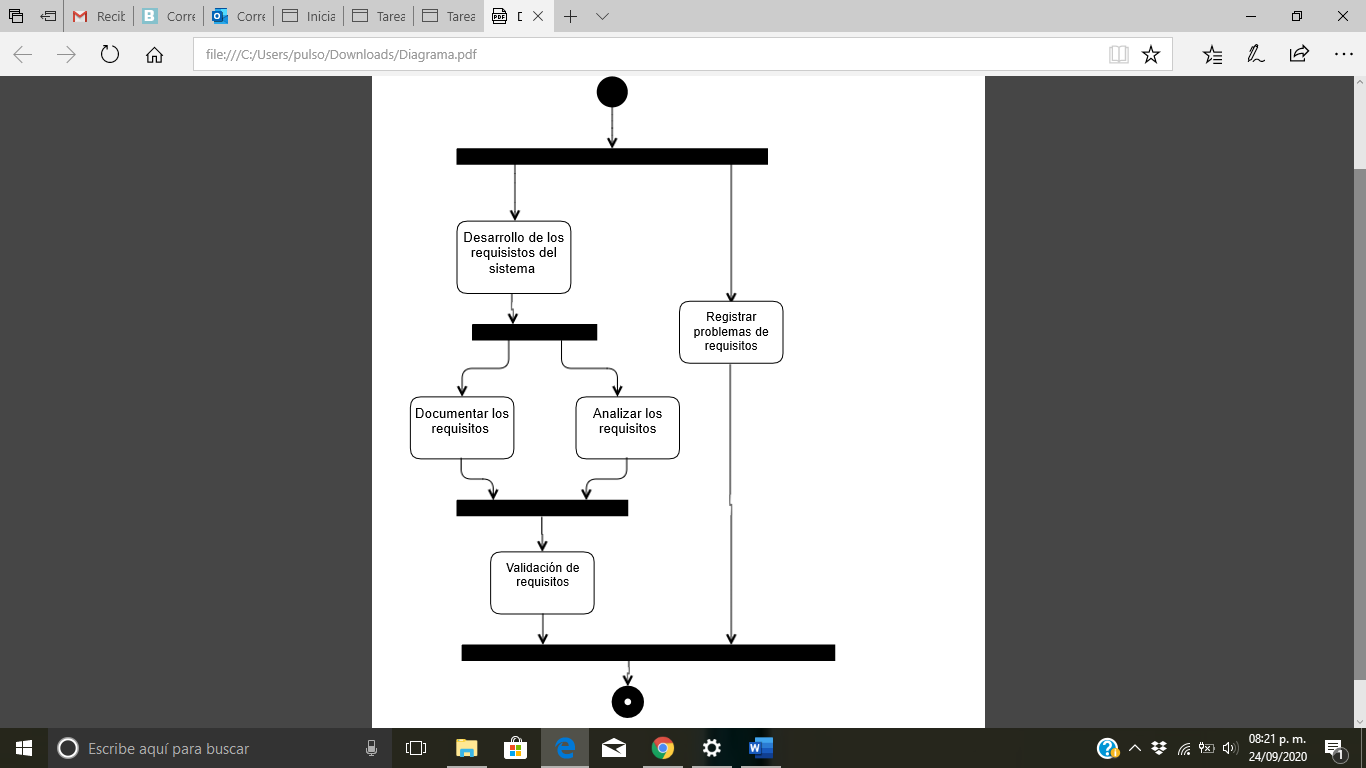 Recib
Corre
Corre
Inicia
Tarea
Tarea
D
file:///C:/Users/pulso/Downloads/Diagrama.pdf
Desarrollo de los
requisistos del
sistema
Registrar
problemas de
requisitos
Documentar los
requisitos
Analizar los
requisitos
Validación de
requisitos
Escribe aquí para buscar
08:21 p. m.
24/09/2020
1